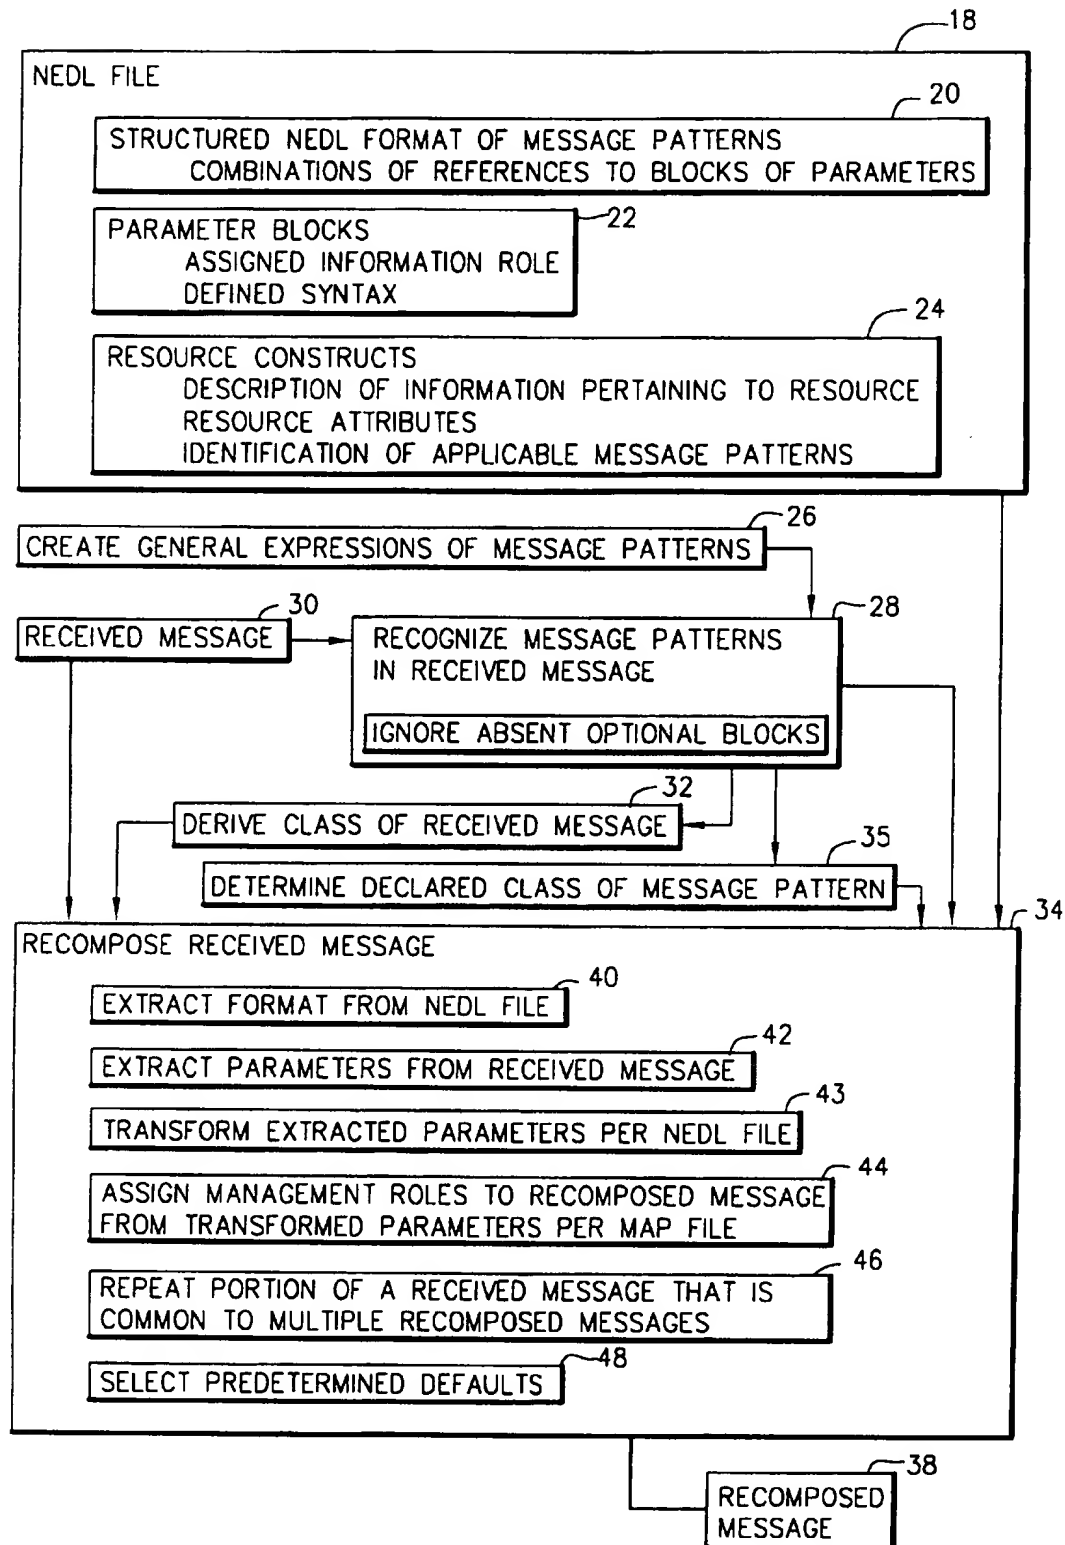 18
NEDL FILE
20
STRUCTURED NEDL FORMAT OF MESSAGE PATTERNS
COMBINATIONS OF REFERENCES TO BLOCKS OF PARAMETERS
22
PARAMETER BLOCKS
ASSIGNED INFORMATION ROLE
DEFINED SYNTAX
24
RESOURCE CONSTRUCTS
DESCRIPTION OF INFORMATION PERTAINING TO RESOURCE
RESOURCE ATTRIBUTES
IDENTIFICATION OF APPLICABLE MESSAGE PATTERNS
26
CREATE GENERAL EXPRESSIONS OF MESSAGE PATTERNS
30
RECEIVED MESSAGE
28
RECOGNIZE MESSAGE PATTERNS
IN RECEIVED MESSAGE
IGNORE ABSENT OPTIONAL BLOCKS
32
DERIVE CLASS OF RECEIVED MESSAGE
35
DETERMINE DECLARED CLASS OF MESSAGE PATTERN
34
RECOMPOSE RECEIVED MESSAGE
40
EXTRACT FORMAT FROM NEDL FILE
42
EXTRACT PARAMETERS FROM RECEIVED MESSAGE
43
TRANSFORM EXTRACTED PARAMETERS PER NEDL FILE
44
ASSIGN MANAGEMENT ROLES TO RECOMPOSED MESSAGE
FROM TRANSFORMED PARAMETERS PER MAP FILE
46
REPEAT PORTION OF A RECEIVED MESSAGE THAT IS
COMMON TO MULTIPLE RECOMPOSED MESSAGES
48
SELECT PREDETERMINED DEFAULTS
38
RECOMPOSED
MESSAGE